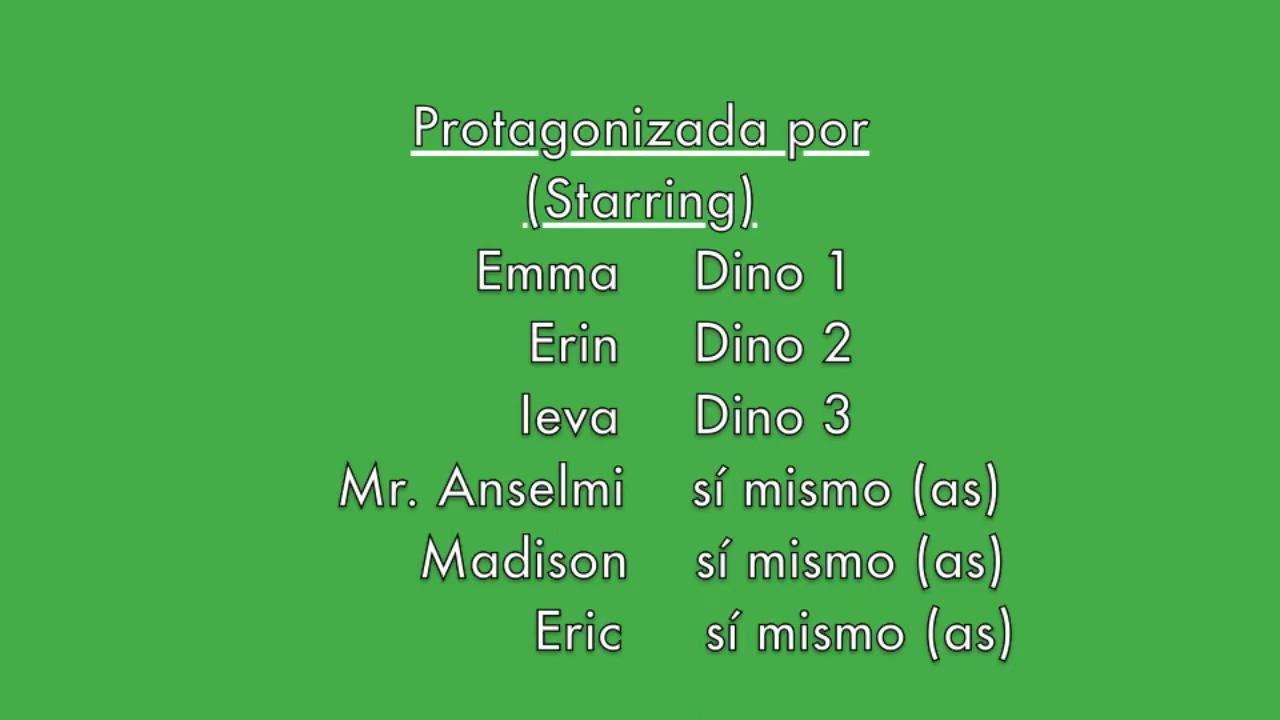 Protagonizada por
(Starring)
Emma Dino 1
Erin Dino 2
Ieva Dino 3
Mr. Anselmi sí mismo (as)
Madison sí mismo (as)
Eric sí mismo (as)